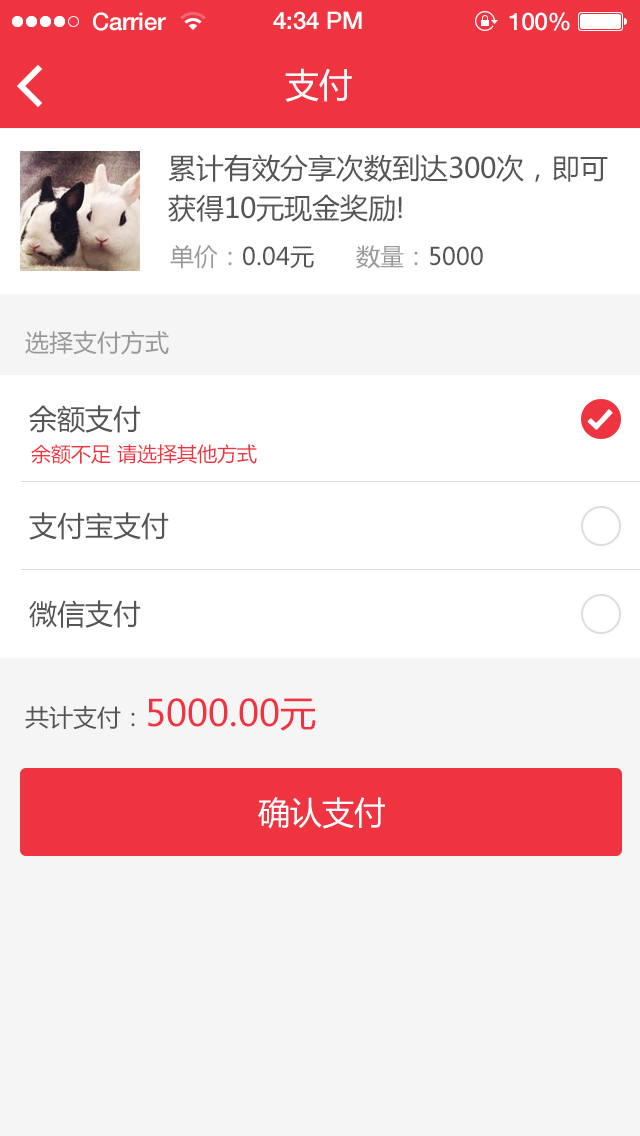 Carrier 4:34 PM 100%
支付
累计有效分享次数到达300次，即可
获得10元现金奖励!
单价：0.04元 数量：5000
选择支付方式
余额支付
余额不足 请选择其他方式
支付宝支付
微信支付
共计支付：5000.00元
确认支付